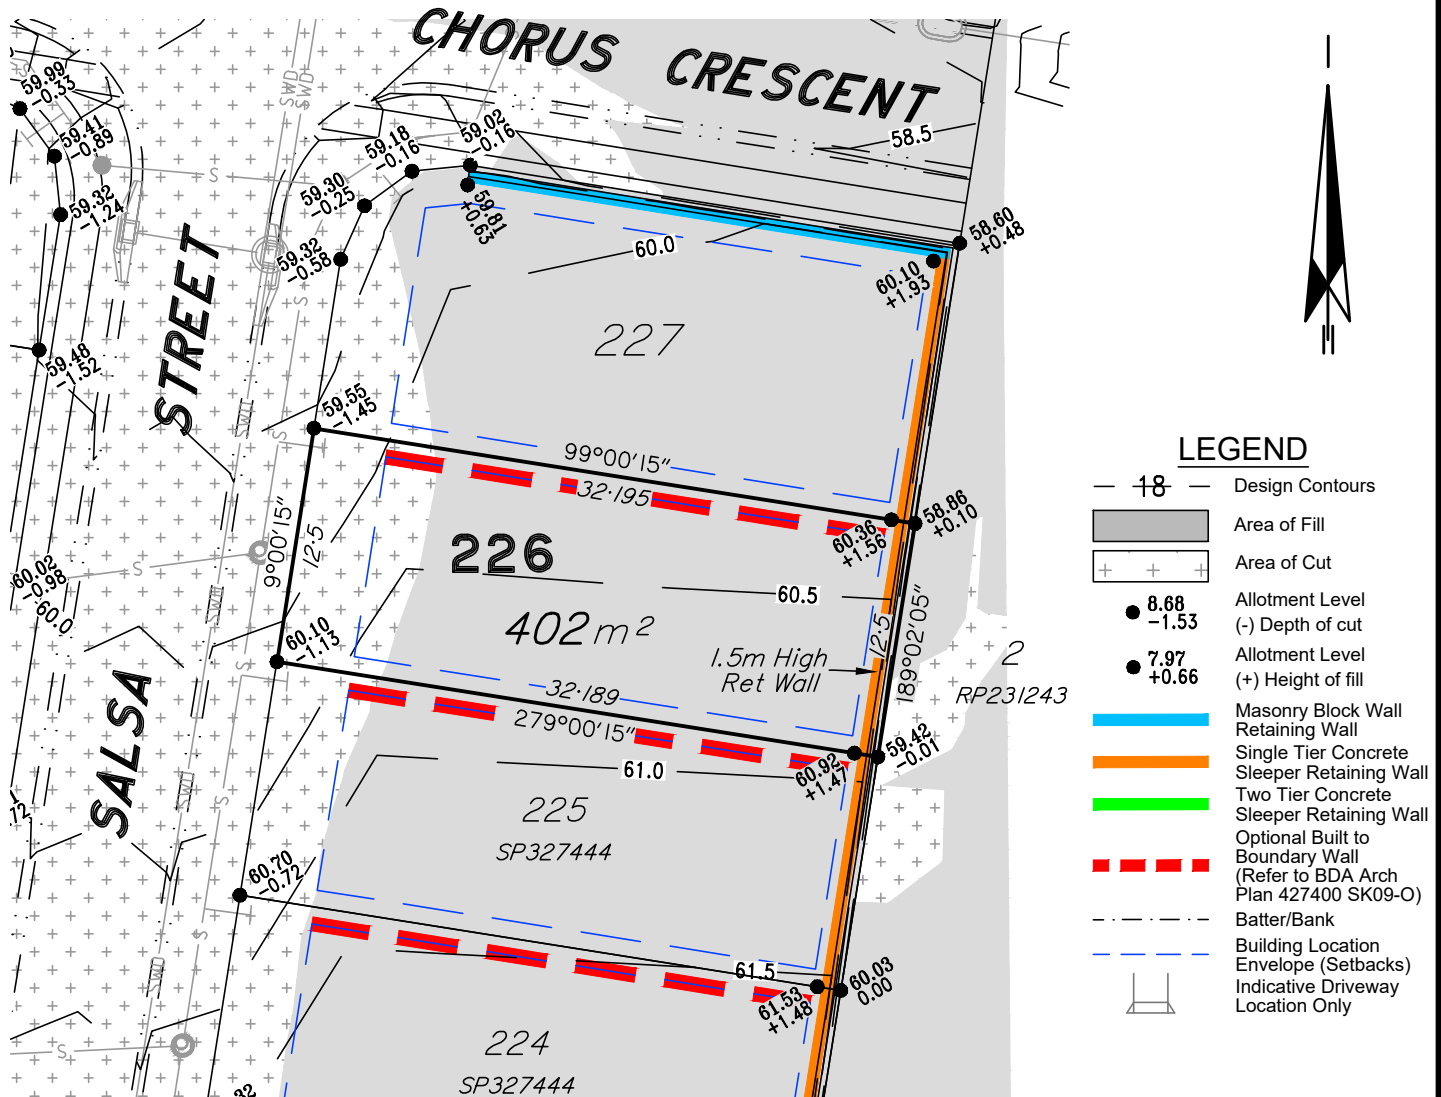 CHORUS CRESCENT
59.99
-0.33
59.41
-0.89
59.32
-1.24
59.48
-1.52
SWD
SWD
S
59.18
-0.16
59.02
-0.16
59.30
-0.25
59.32
-0.58
59.81
+0.63
58.5
58.60
+0.48
60.0
60.10
+1.93
STREET
S
227
59.55
-1.45
SWD
S
99°00'15"
32·195
60.36
+1.56
58.86
+0.10
226
9°00'15"
12·5
60.02
-0.98
60.0
S
SWD
60.5
402m²
60.10
-1.13
12·5
189°02'05"
1.5m High
Ret Wall
2
RP231243
S
32·189
279°00'15"
SALSA
SWD
S
61.0
60.92
+1.47
59.42
-0.01
225
SP327444
60.70
-0.72
S
SWD
61.5
61.53
+1.48
60.03
0.00
224
SP327444
S
LEGEND
18
Design Contours
Area of Fill
Area of Cut
8.68
-1.53
Allotment Level
(-) Depth of cut
7.97
+0.66
Allotment Level
(+) Height of fill
Masonry Block Wall
Retaining Wall
Single Tier Concrete
Sleeper Retaining Wall
Two Tier Concrete
Sleeper Retaining Wall
Optional Built to
Boundary Wall
(Refer to BDA Arch
Plan 427400 SK09-O)
Batter/Bank
Building Location
Envelope (Setbacks)
Indicative Driveway
Location Only